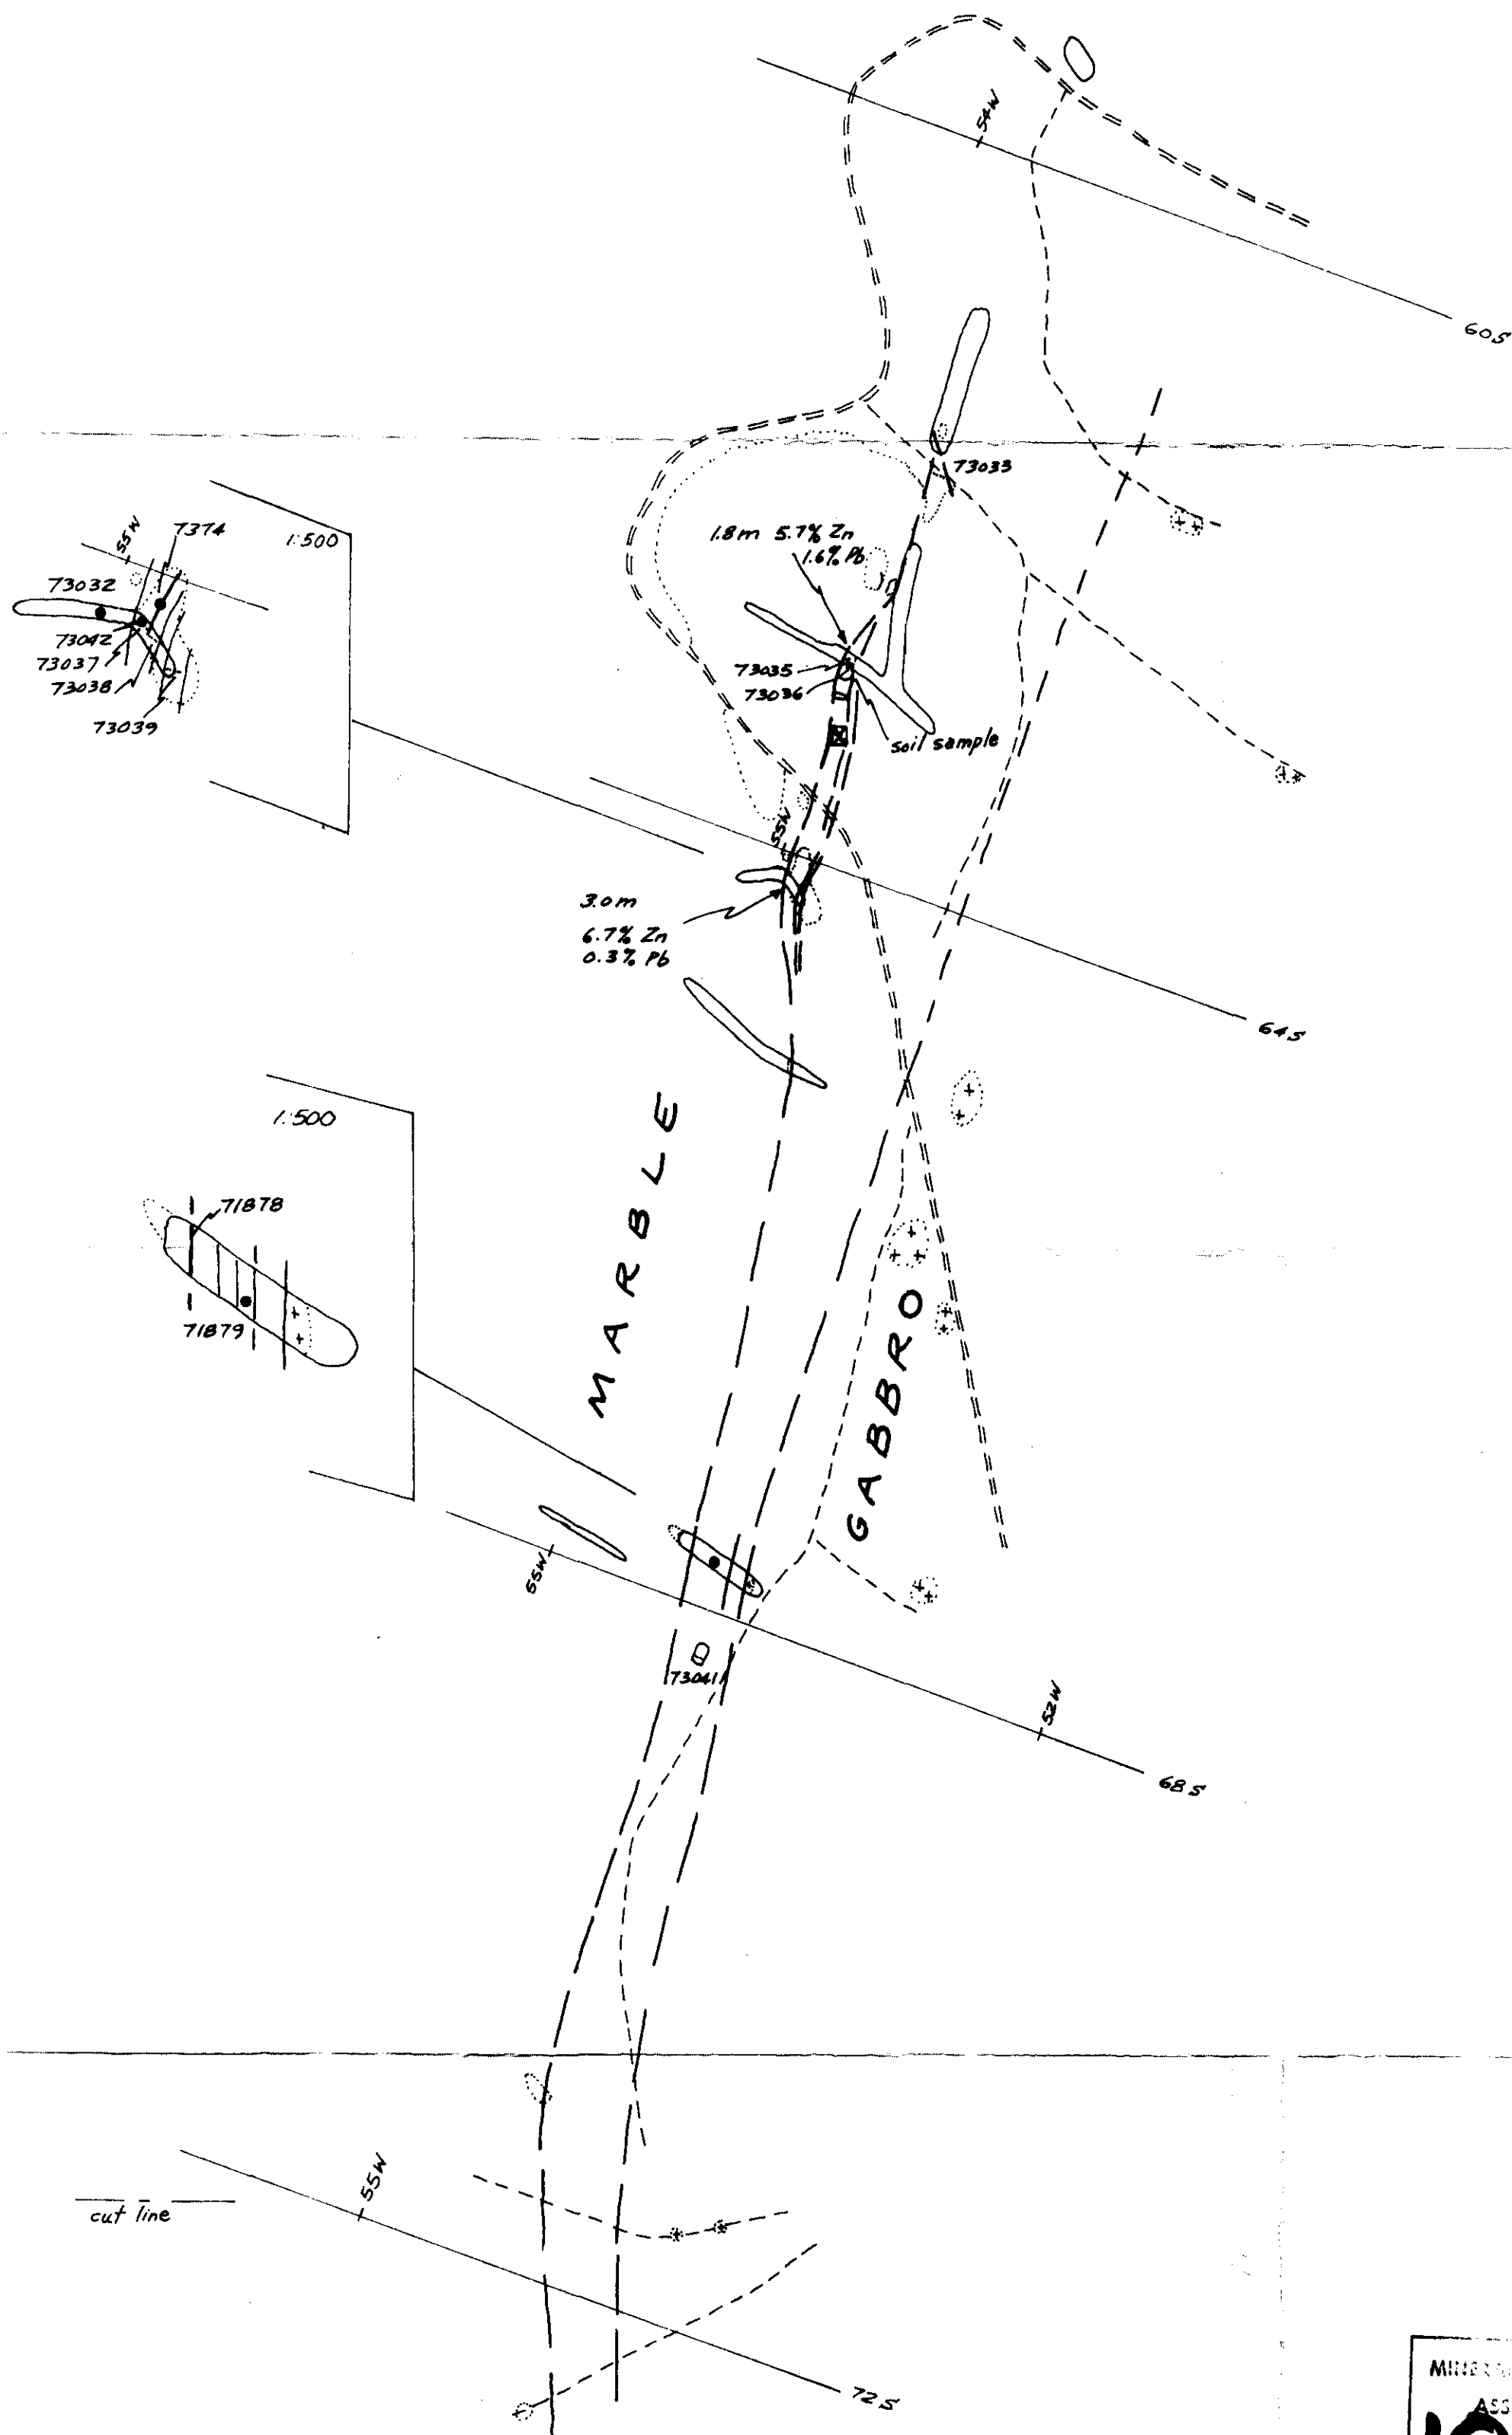 54W
60S
73033
1.8m 5.7% Zn
1.6% Pb
55W
7374
1:500
73032
73042
73037
73038
73039
73035
73036
soil sample
55W
3.0m
6.7% Zn
0.3% Pb
64S
MARBLE
1:500
71878
71879
GABBRO
55W
73041
52W
68S
55W
cut line
72S
ASS